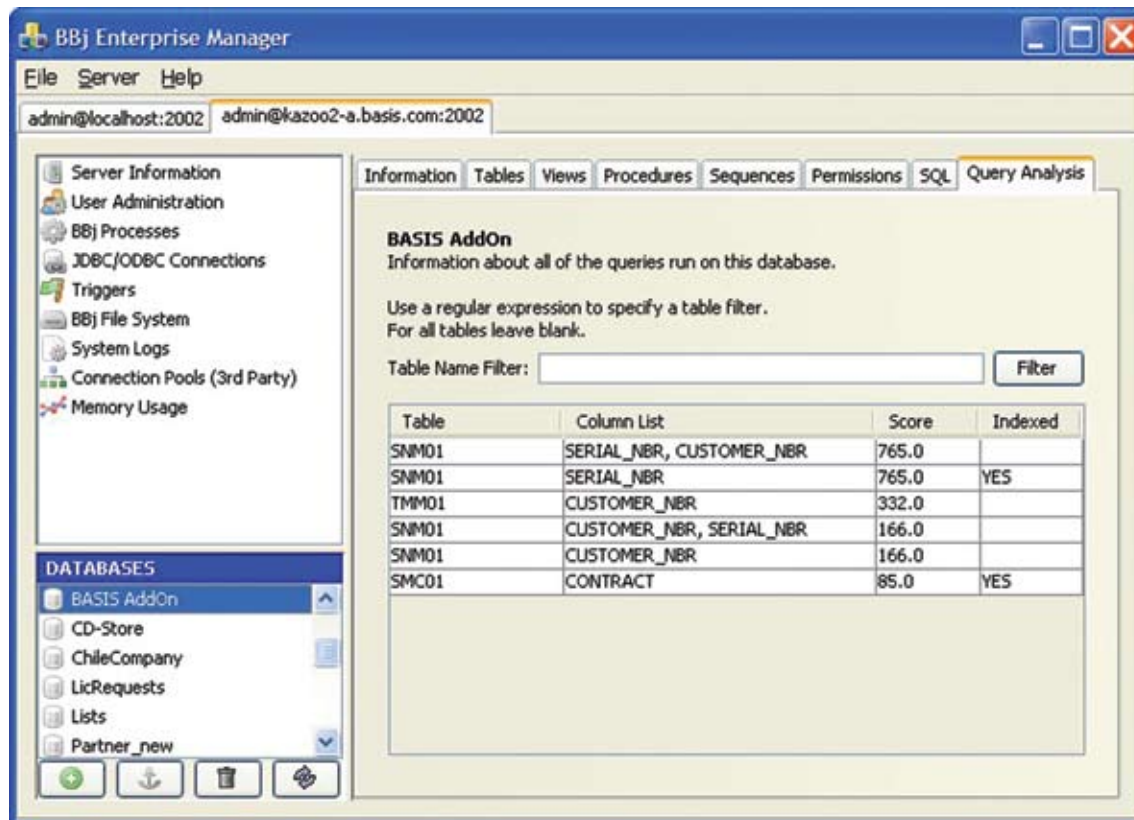 BBj Enterprise Manager
File Server Help
admin@localhost:2002 admin@kazoo2-a.basis.com:2002
Server Information
User Administration
BBj Processes
JDBC/ODBC Connections
Triggers
BBj File System
System Logs
Connection Pools (3rd Party)
Memory Usage
DATABASES
BASIS AddOn
CD-Store
ChileCompany
LicRequests
Lists
Partner_new
Information Tables Views Procedures Sequences Permissions SQL Query Analysis
BASIS AddOn
Information about all of the queries run on this database.
Use a regular expression to specify a table filter.
For all tables leave blank.
Table Name Filter: Filter
Table Column List Score Indexed
SNM01 SERIAL_NBR, CUSTOMER_NBR 765.0
SNM01 SERIAL_NBR 765.0 YES
TMM01 CUSTOMER_NBR 332.0
SNM01 CUSTOMER_NBR, SERIAL_NBR 166.0
SNM01 CUSTOMER_NBR 166.0
SMC01 CONTRACT 85.0 YES